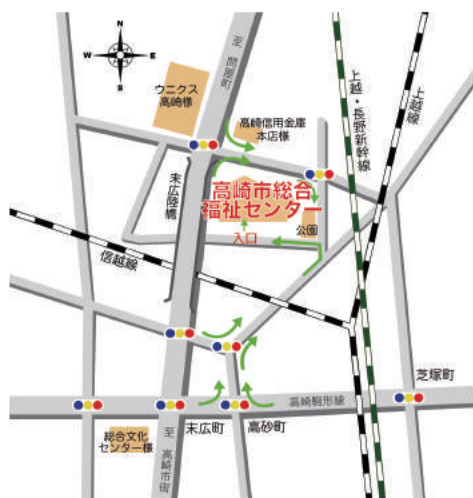 N
W
E
S
至
問屋町
ウニクス
高崎様
高崎信用金庫
本店様
上越・長野新幹線
上越線
末広陸橋
高崎市総合
福祉センター
公園
入口
信越線
芝塚町
高崎駒形線
末広町
高砂町
総合文化
センター様
至
高崎市街